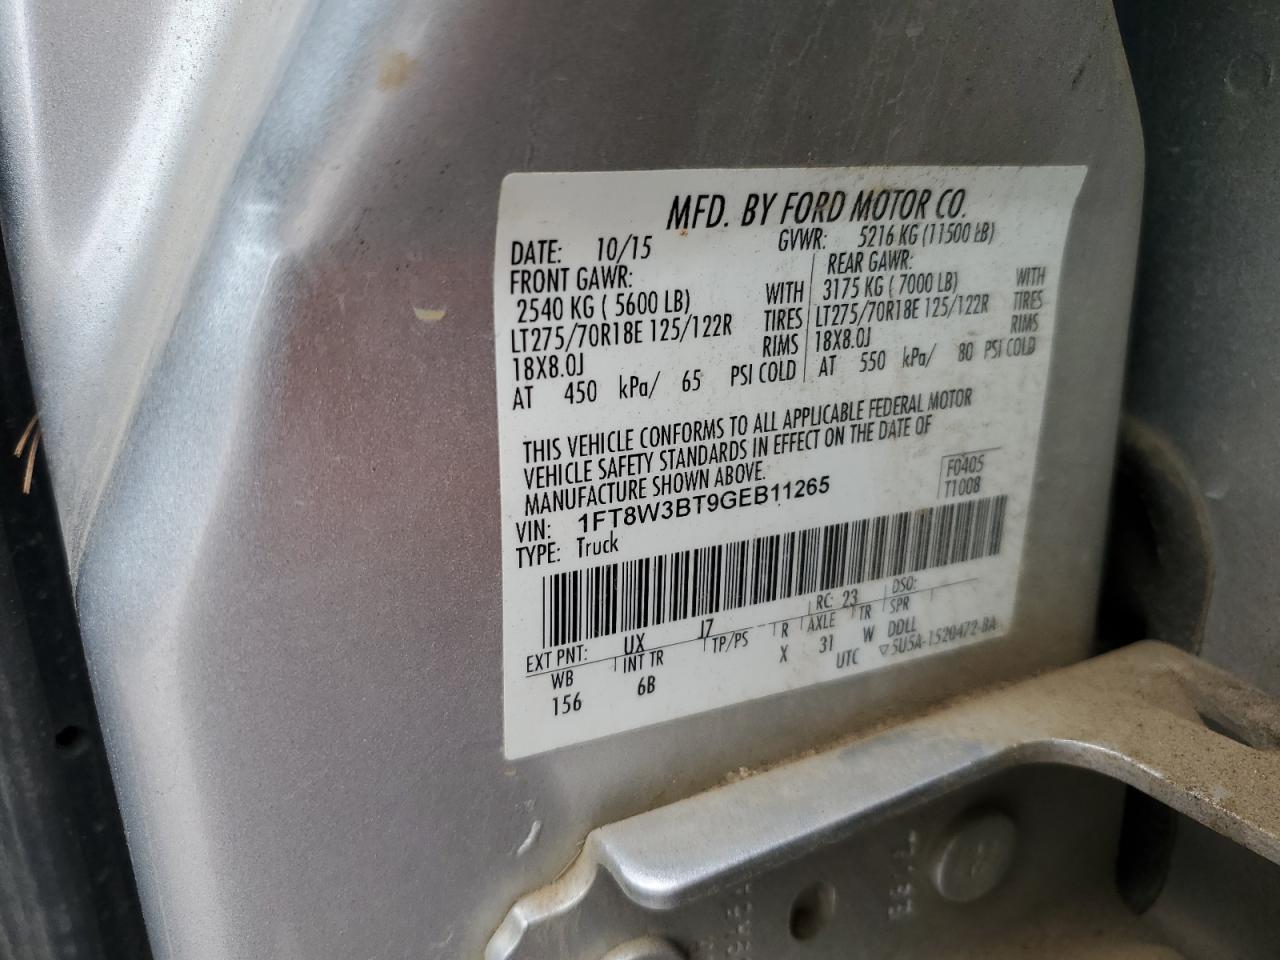 MFD. BY FORD MOTOR CO.
DATE: 10/15 GVWR: 5216 KG (11500 LB)
FRONT GAWR: REAR GAWR:
2540 KG ( 5600 LB) WITH 3175 KG ( 7000 LB) WITH
LT275/70R18E 125/122R TIRES LT275/70R18E 125/122R TIRES
18X8.0J RIMS 18X8.0J RIMS
AT 450 kPa/ 65 PSI COLD AT 550 kPa/ 80 PSI COLD
THIS VEHICLE CONFORMS TO ALL APPLICABLE FEDERAL MOTOR
VEHICLE SAFETY STANDARDS IN EFFECT ON THE DATE OF
MANUFACTURE SHOWN ABOVE.
F0405
VIN: 1FT8W3BT9GEB11265 T1008
TYPE: Truck
EXT PNT: UX J7 RC: 23 DSO:
WB INT TR TP/PS R AXLE TR SPR
156 6B X 31 W DDLL
UTC ▽5U5A-1520472-BA